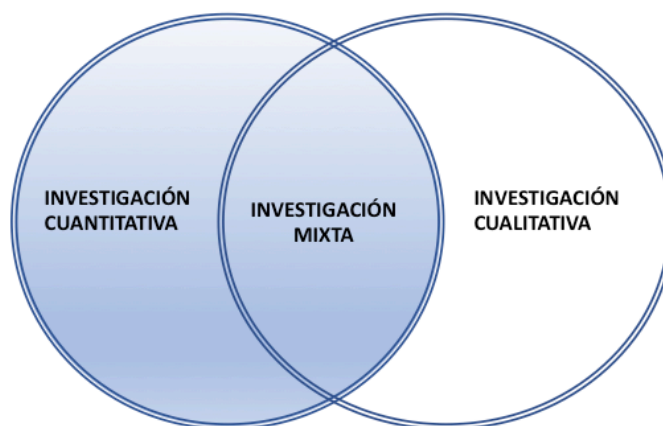 INVESTIGACIÓN
CUANTITATIVA
INVESTIGACIÓN
MIXTA
INVESTIGACIÓN
CUALITATIVA